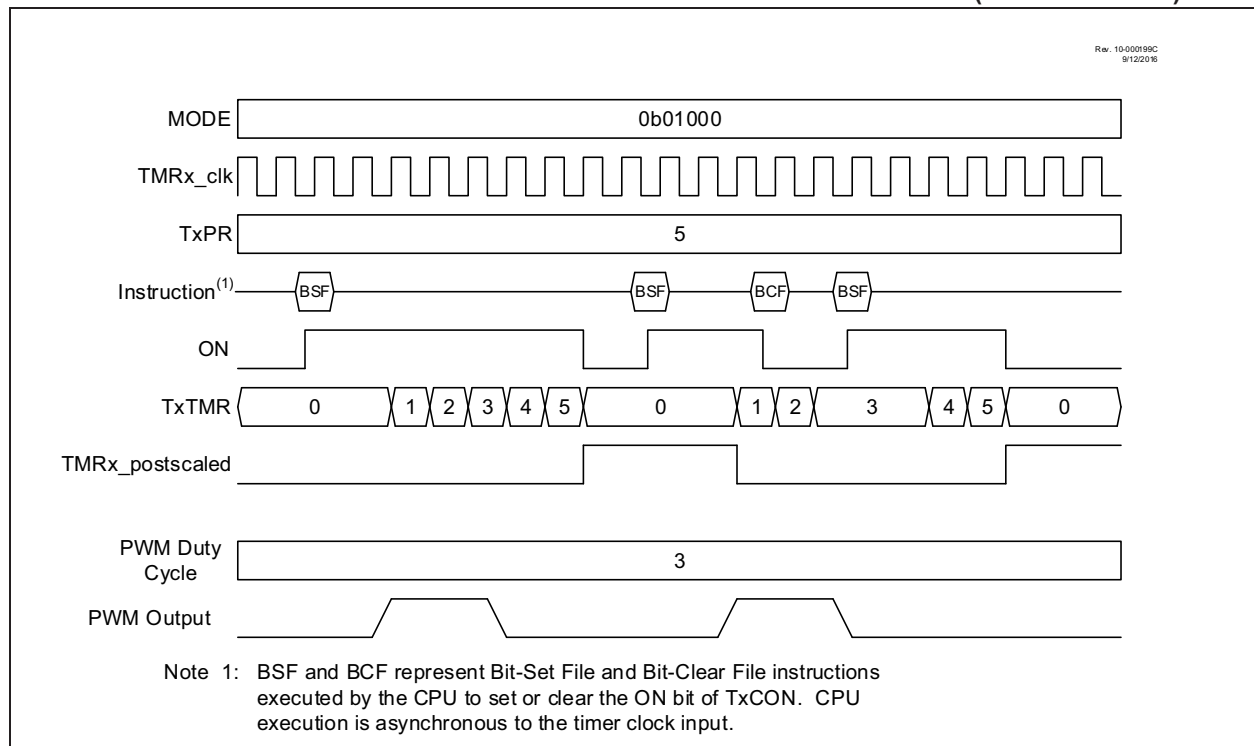 Rev. 10-000199C
9/12/2016
MODE
0b01000
TMRx_clk
TxPR
5
Instruction(1)
BSF
BSF
BCF
BSF
ON
TxTMR
0
1
2
3
4
5
0
1
2
3
4
5
0
TMRx_postscaled
PWM Duty
Cycle
3
PWM Output
Note 1: BSF and BCF represent Bit-Set File and Bit-Clear File instructions
executed by the CPU to set or clear the ON bit of TxCON. CPU
execution is asynchronous to the timer clock input.